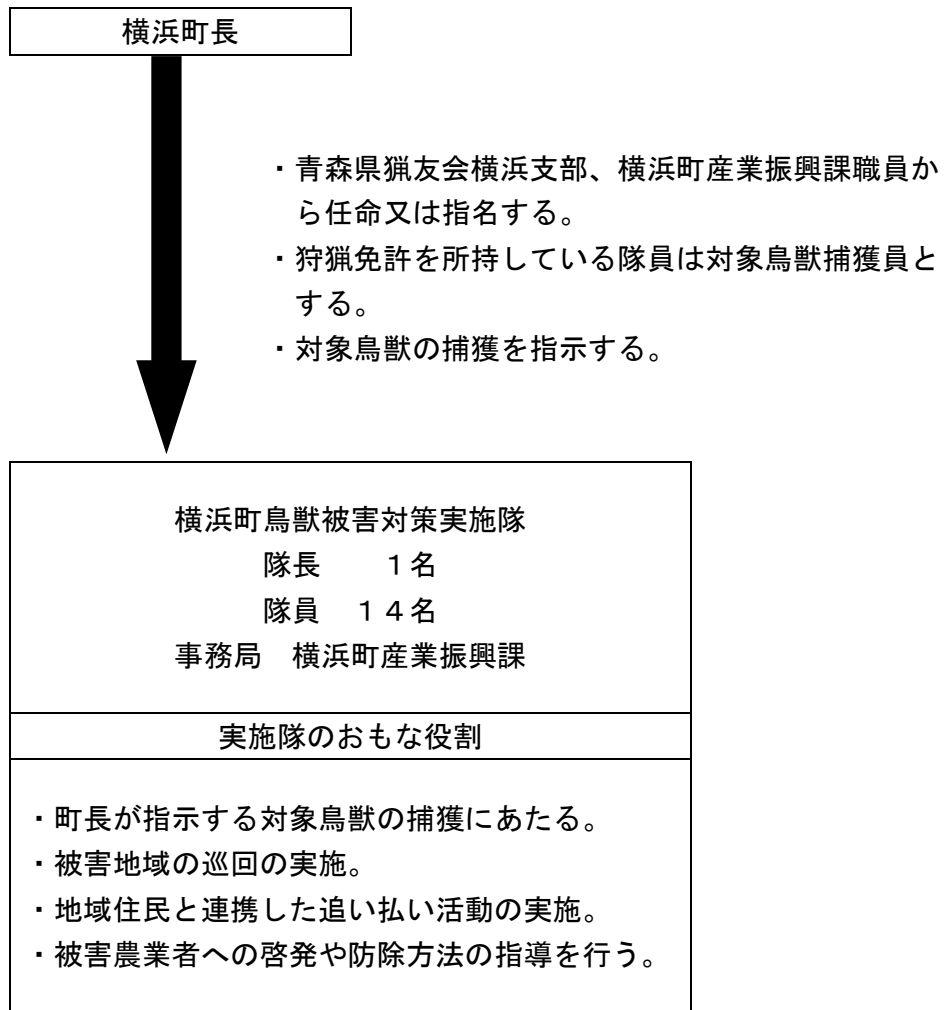 横浜町長
・青森県猟友会横浜支部、横浜町産業振興課職員か
ら任命又は指名する。
・狩猟免許を所持している隊員は対象鳥獣捕獲員と
する。
・対象鳥獣の捕獲を指示する。
横浜町鳥獣被害対策実施隊
隊長　　１名
隊員　１４名
事務局　横浜町産業振興課
実施隊のおもな役割
・町長が指示する対象鳥獣の捕獲にあたる。
・被害地域の巡回の実施。
・地域住民と連携した追い払い活動の実施。
・被害農業者への啓発や防除方法の指導を行う。